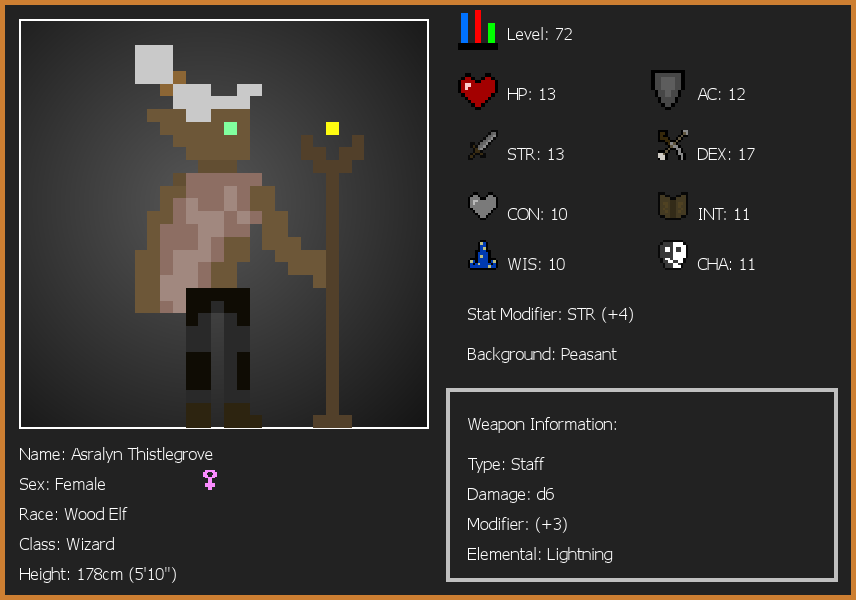 Level: 72
HP: 13
AC: 12
STR: 13
DEX: 17
CON: 10
INT: 11
WIS: 10
CHA: 11
Stat Modifier: STR (+4)
Background: Peasant
Weapon Information:
Type: Staff
Damage: d6
Modifier: (+3)
Elemental: Lightning
Name: Asralyn Thistlegrove
Sex: Female
Race: Wood Elf
Class: Wizard
Height: 178cm (5'10")